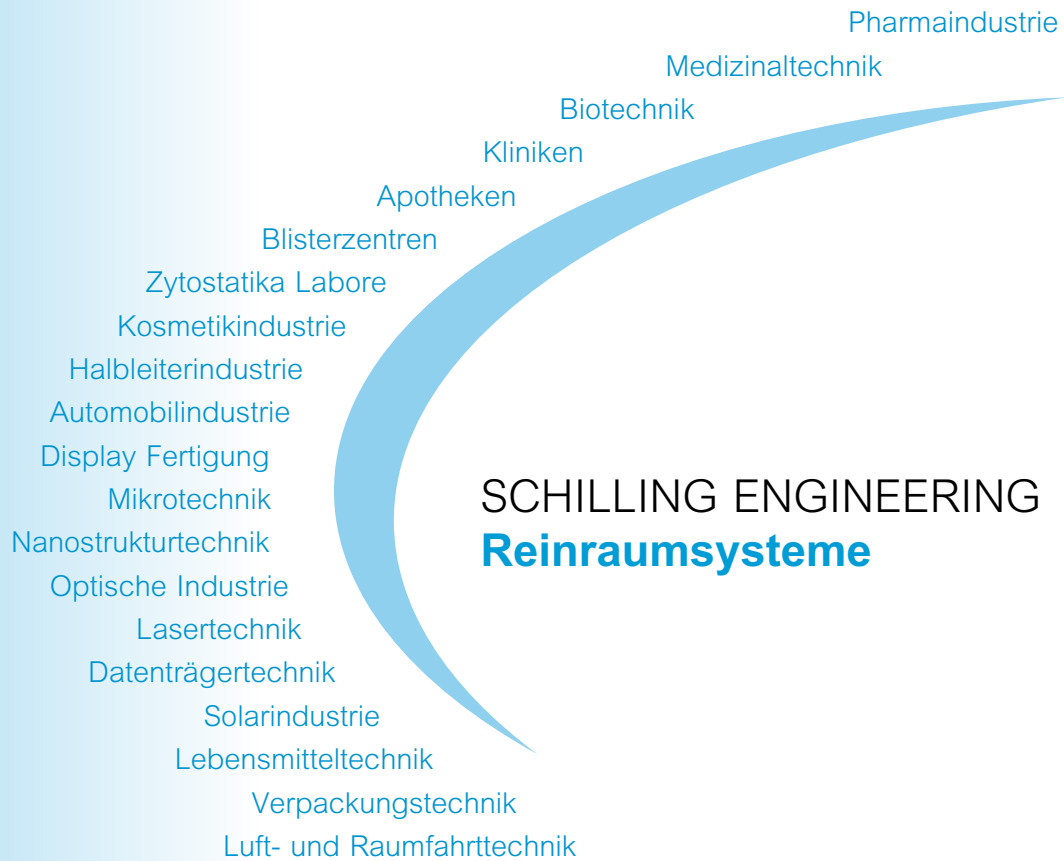 Pharmaindustrie
Medizinaltechnik
Biotechnik
Kliniken
Apotheken
Blisterzentren
Zytostatika Labore
Kosmetikindustrie
Halbleiterindustrie
Automobilindustrie
Display Fertigung
Mikrotechnik
Nanostrukturtechnik
Optische Industrie
Lasertechnik
Datenträgertechnik
Solarindustrie
Lebensmitteltechnik
Verpackungstechnik
Luft- und Raumfahrttechnik
SCHILLING ENGINEERING
Reinraumsysteme